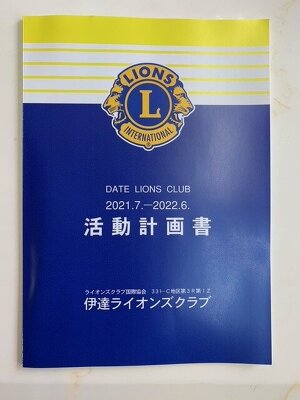 LIONS
L
INTERNATIONAL
DATE LIONS CLUB
2021.7.—2022.6.
活動計画書
ライオンズクラブ国際協会 331-C地区第3R第1Z
伊達ライオンズクラブ